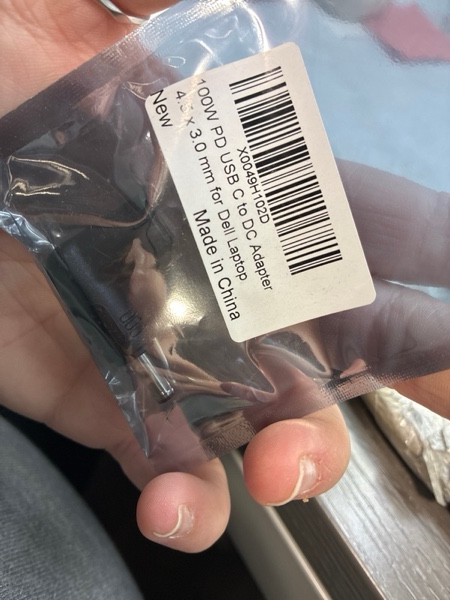 X0049H102D
100W PD USB C to DC Adapter
4.5 X 3.0 mm for Dell Laptop
New
Made in China
100W